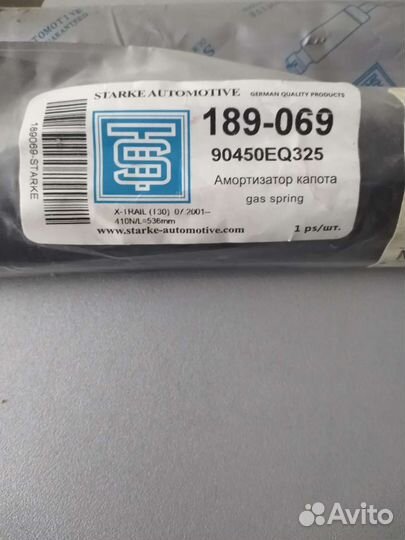 STARKE AUTOMOTIVE
GERMAN QUALITY PRODUCTS
189-069
90450EQ325
Амортизатор капота
gas spring
X-TRAIL (T30) 07 2001–
410N/L=536mm
www.starke-automotive.com
1 ps/шт.
189069-STARKE
Avito